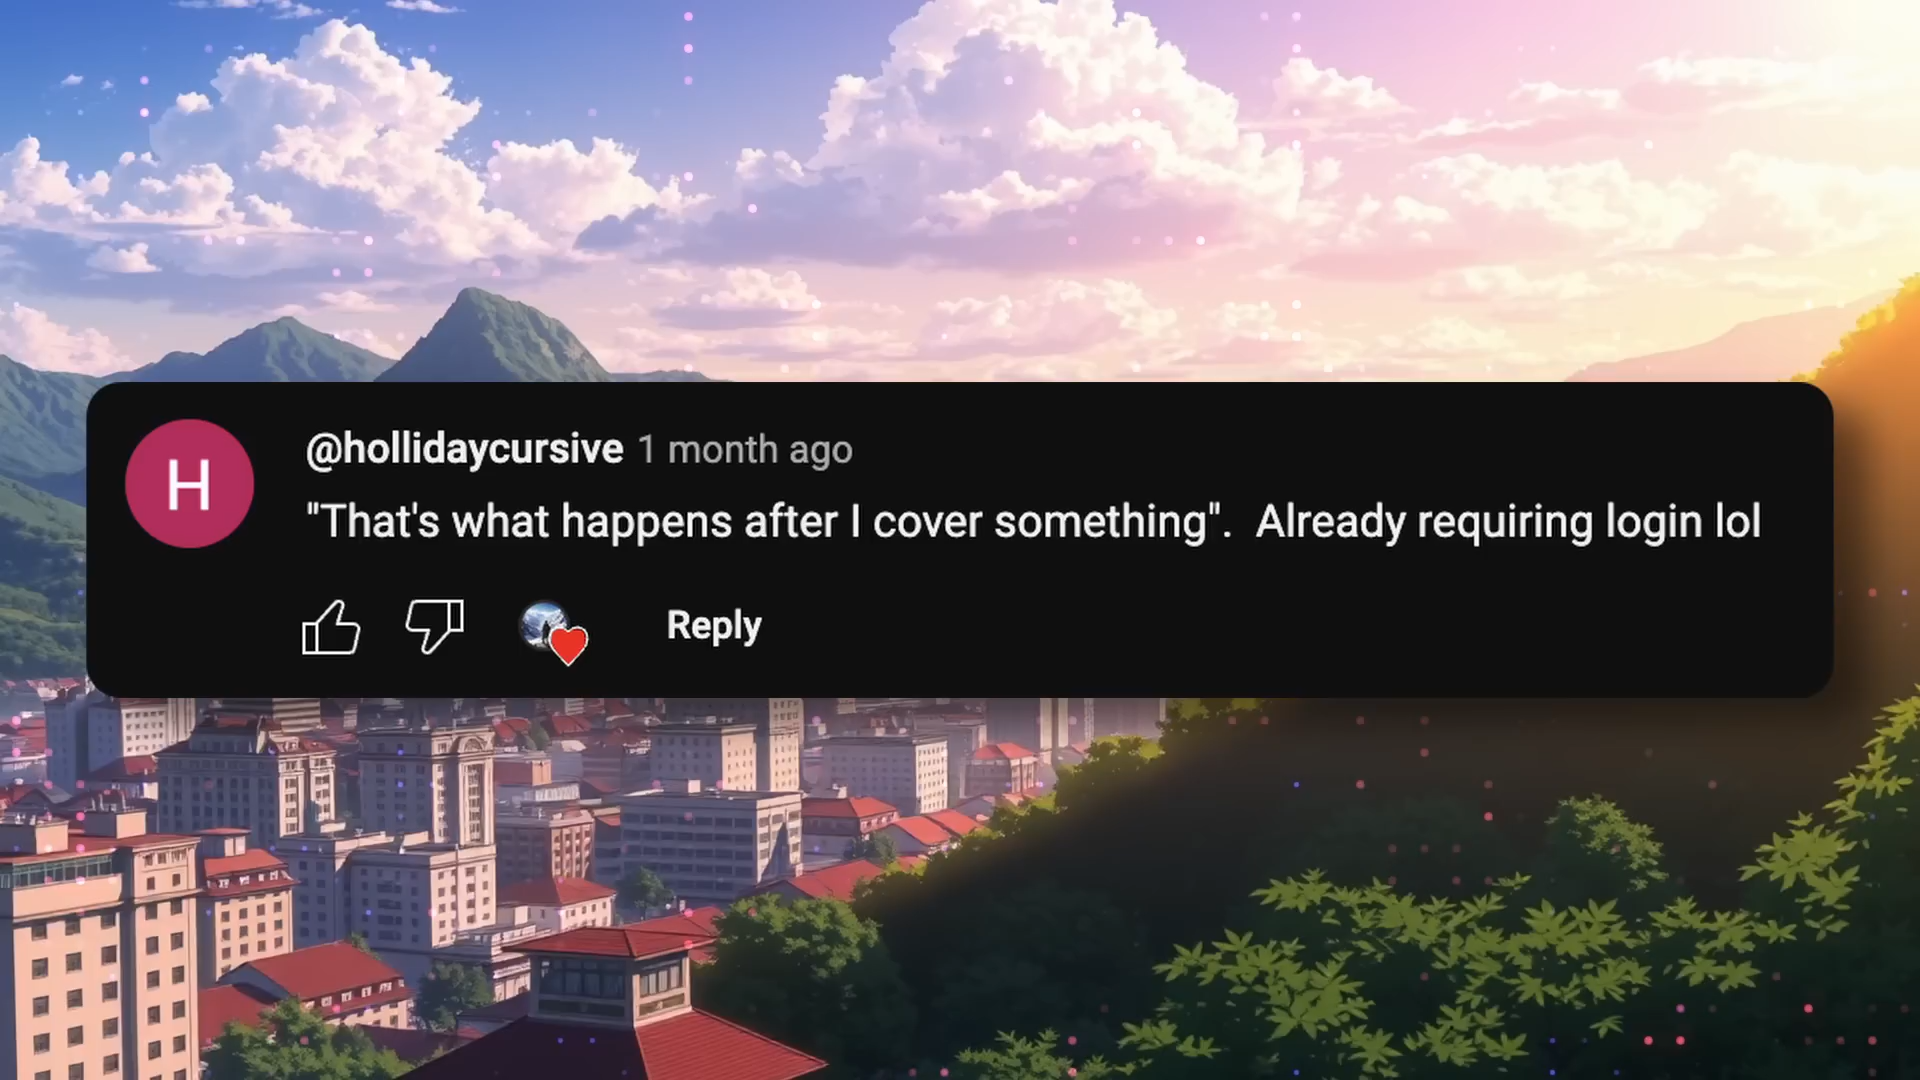 H
@hollidaycursive 1 month ago
"That's what happens after I cover something".  Already requiring login lol
Reply